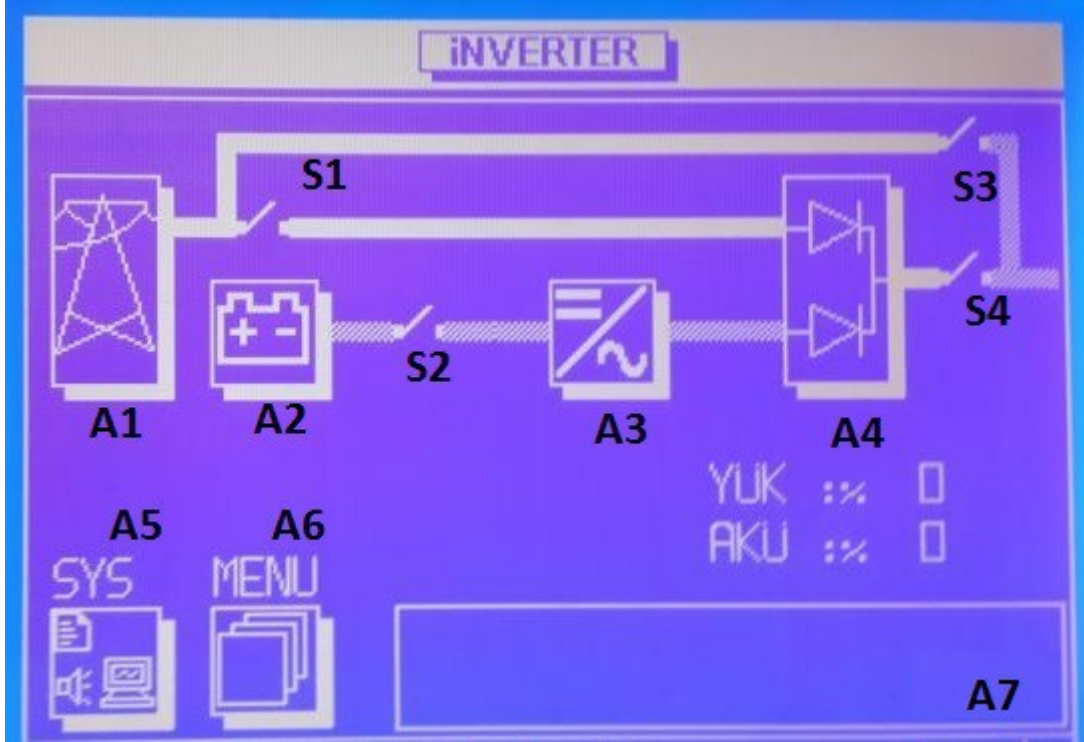 iNVERTER
S1
S3
S4
S2
A1
A2
A3
A4
YÜK :% 0
AKÜ :% 0
A5
A6
SYS
MENU
A7